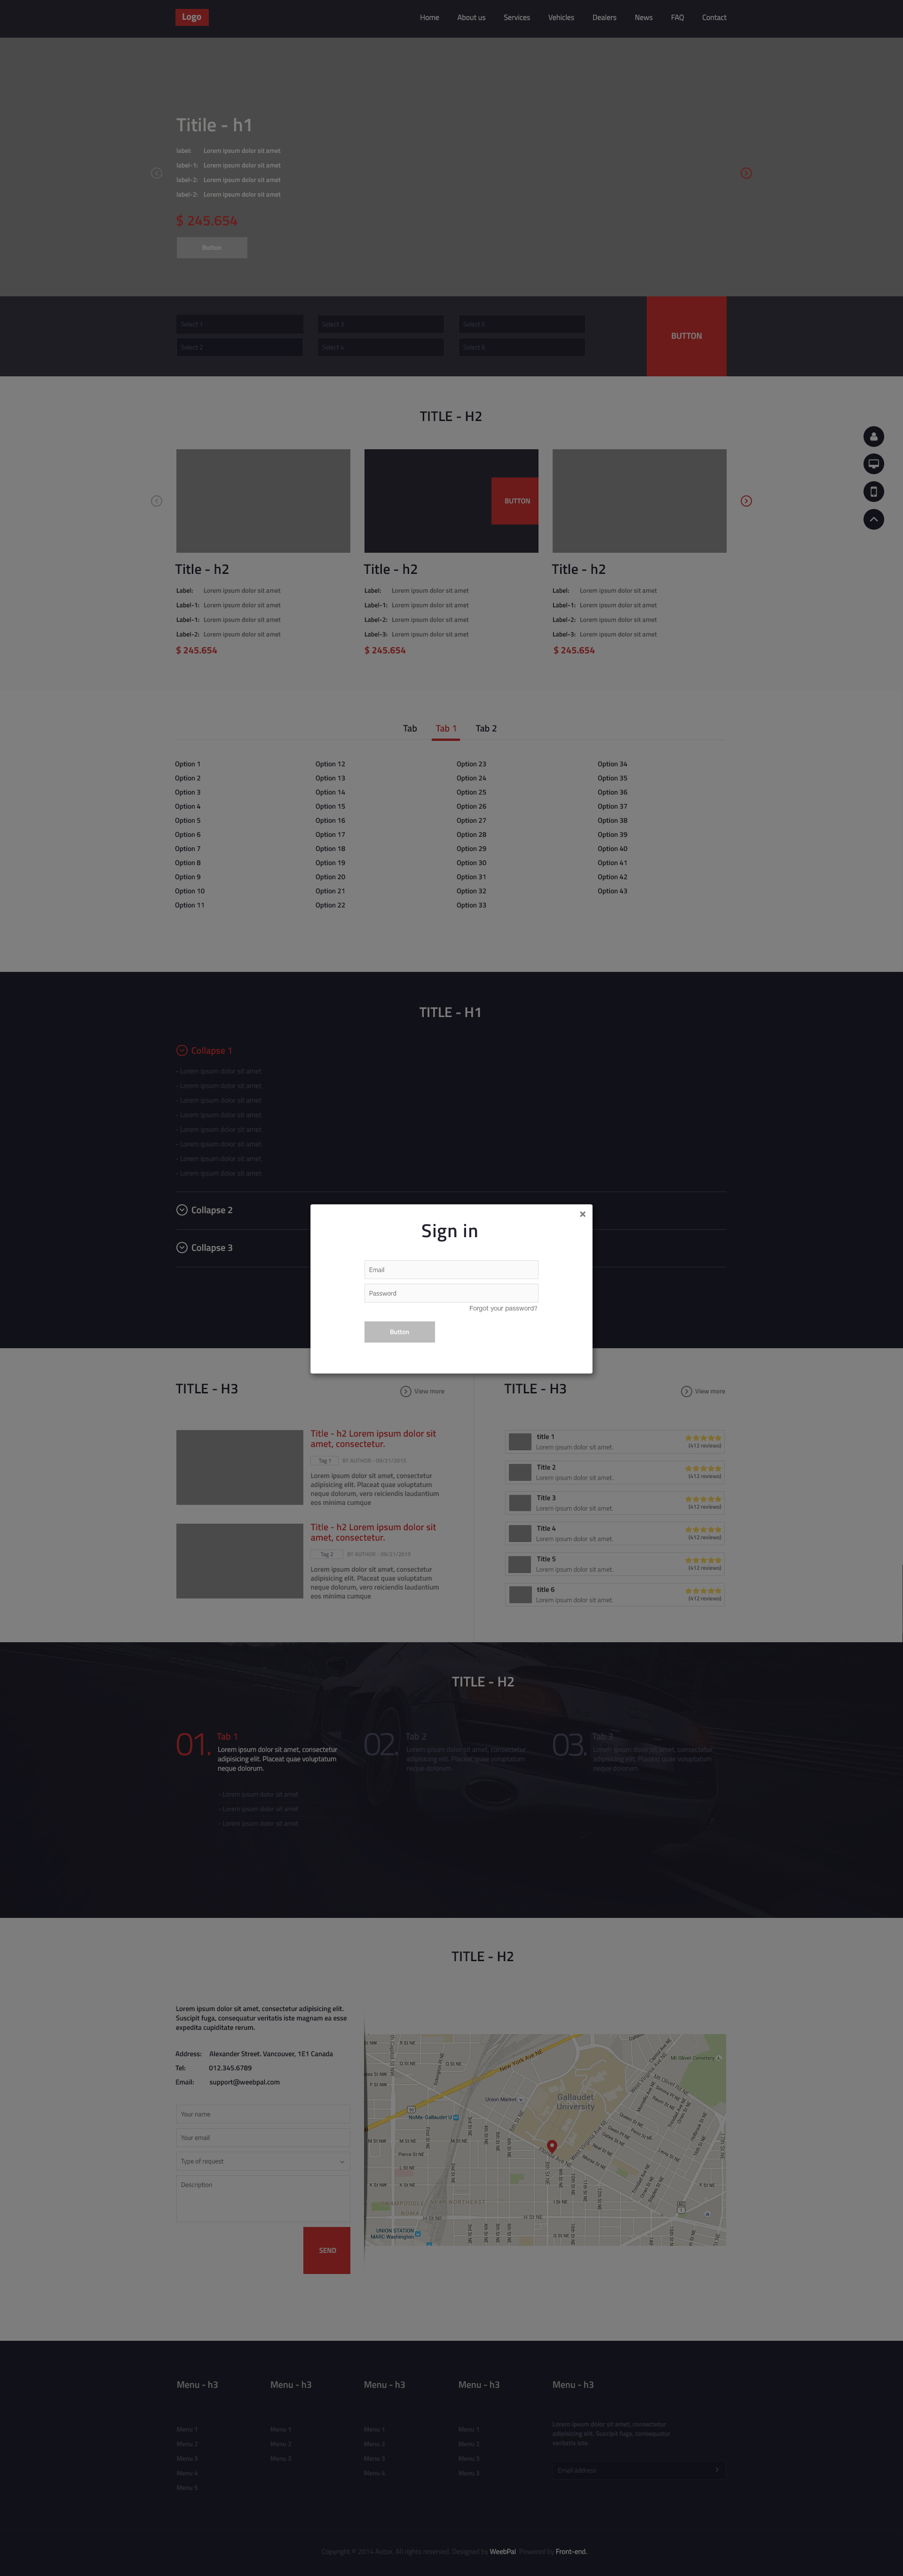 Logo
Home About us Services Vehicles Dealers News FAQ Contact
Titile - h1
label: Lorem ipsum dolor sit amet
label-1: Lorem ipsum dolor sit amet
label-2: Lorem ipsum dolor sit amet
label-2: Lorem ipsum dolor sit amet
$ 245.654
Button
Select 1 Select 3 Select 5
Select 2 Select 4 Select 6
BUTTON
TITLE - H2
BUTTON
Title - h2
Label: Lorem ipsum dolor sit amet
Label-1: Lorem ipsum dolor sit amet
Label-1: Lorem ipsum dolor sit amet
Label-2: Lorem ipsum dolor sit amet
$ 245.654
Title - h2
Label: Lorem ipsum dolor sit amet
Label-1: Lorem ipsum dolor sit amet
Label-2: Lorem ipsum dolor sit amet
Label-3: Lorem ipsum dolor sit amet
$ 245.654
Title - h2
Label: Lorem ipsum dolor sit amet
Label-1: Lorem ipsum dolor sit amet
Label-2: Lorem ipsum dolor sit amet
Label-3: Lorem ipsum dolor sit amet
$ 245.654
Tab Tab 1 Tab 2
Option 1 Option 12 Option 23 Option 34
Option 2 Option 13 Option 24 Option 35
Option 3 Option 14 Option 25 Option 36
Option 4 Option 15 Option 26 Option 37
Option 5 Option 16 Option 27 Option 38
Option 6 Option 17 Option 28 Option 39
Option 7 Option 18 Option 29 Option 40
Option 8 Option 19 Option 30 Option 41
Option 9 Option 20 Option 31 Option 42
Option 10 Option 21 Option 32 Option 43
Option 11 Option 22 Option 33
TITLE - H1
Collapse 1
- Lorem ipsum dolor sit amet
- Lorem ipsum dolor sit amet
- Lorem ipsum dolor sit amet
- Lorem ipsum dolor sit amet
- Lorem ipsum dolor sit amet
- Lorem ipsum dolor sit amet
- Lorem ipsum dolor sit amet
- Lorem ipsum dolor sit amet
Collapse 2
Collapse 3
Sign in
Email
Password
Forgot your password?
Button
TITLE - H3
View more
Title - h2 Lorem ipsum dolor sit
amet, consectetur.
Tag 1 BY AUTHOR - 09/21/2015
Lorem ipsum dolor sit amet, consectetur
adipisicing elit. Placeat quae voluptatum
neque dolorum, vero reiciendis laudantium
eos minima cumque
Title - h2 Lorem ipsum dolor sit
amet, consectetur.
Tag 2 BY AUTHOR - 09/21/2015
Lorem ipsum dolor sit amet, consectetur
adipisicing elit. Placeat quae voluptatum
neque dolorum, vero reiciendis laudantium
eos minima cumque
TITLE - H3
View more
title 1
Lorem ipsum dolor sit amet.
(412 reviews)
Title 2
Lorem ipsum dolor sit amet.
(412 reviews)
Title 3
Lorem ipsum dolor sit amet.
(412 reviews)
Title 4
Lorem ipsum dolor sit amet.
(412 reviews)
Title 5
Lorem ipsum dolor sit amet.
(412 reviews)
title 6
Lorem ipsum dolor sit amet.
(412 reviews)
TITLE - H2
01.
Tab 1
Lorem ipsum dolor sit amet, consectetur
adipisicing elit. Placeat quae voluptatum
neque dolorum.
- Lorem ipsum dolor sit amet
- Lorem ipsum dolor sit amet
- Lorem ipsum dolor sit amet
02.
Tab 2
Lorem ipsum dolor sit amet, consectetur
adipisicing elit. Placeat quae voluptatum
neque dolorum.
03.
Tab 3
Lorem ipsum dolor sit amet, consectetur
adipisicing elit. Placeat quae voluptatum
neque dolorum.
TITLE - H2
Lorem ipsum dolor sit amet, consectetur adipisicing elit.
Suscipit fuga, consequatur veritatis iste magnam ea esse
expedita cupiditate rerum.
Address: Alexander Street. Vancouver, 1E1 Canada
Tel: 012.345.6789
Email: support@weebpal.com
Your name
Your email
Type of request
Description
SEND
New York Ave NE
Mt Olivet Cemetery
Union Market
Gallaudet
University
NoMa-Gallaudet U
Florida Ave NE
West Virginia Ave NE
Pierce St NE
I St NE
H St NE
H St NE
UNION STATION
MARC Washington
Menu - h3
Menu 1
Menu 2
Menu 3
Menu 4
Menu 5
Menu - h3
Menu 1
Menu 2
Menu 3
Menu - h3
Menu 1
Menu 2
Menu 3
Menu 4
Menu - h3
Menu 1
Menu 2
Menu 3
Menu - h3
Lorem ipsum dolor sit amet, consectetur
adipisicing elit. Suscipit fuga, consequatur
veritatis iste
Email address
Copyright © 2014 Autor. All rights reserved. Designed by WeebPal. Powered by Front-end.